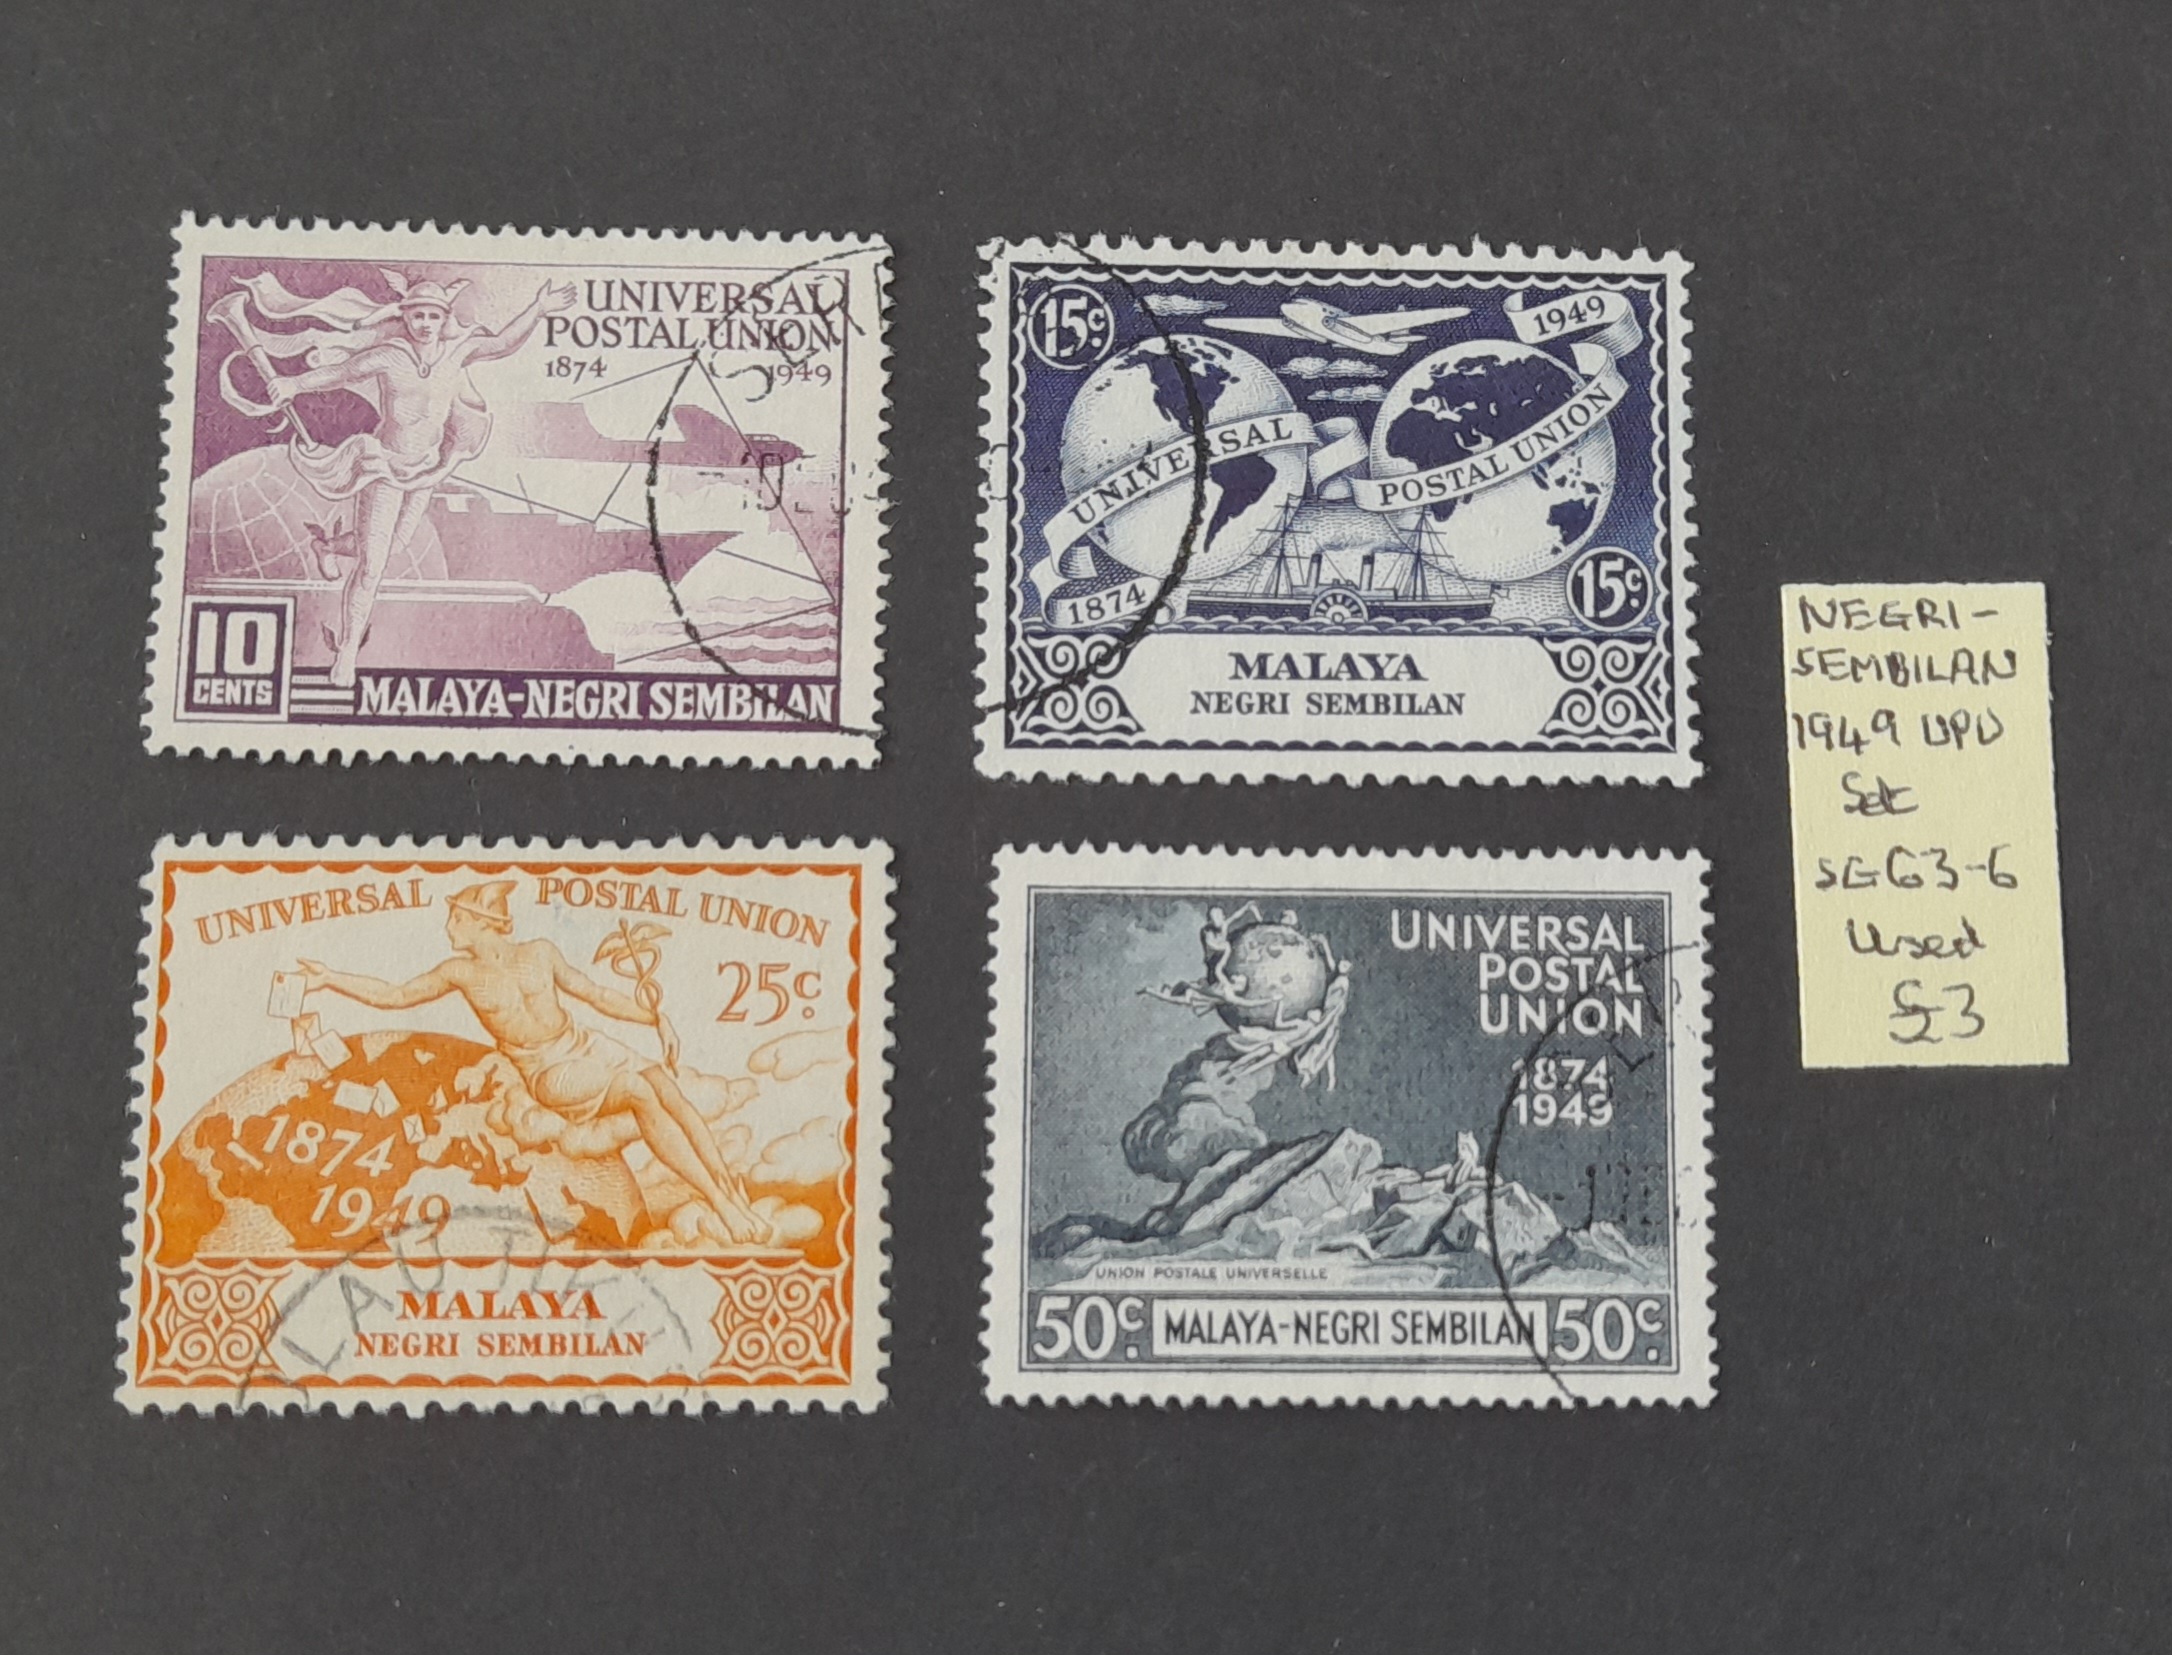 UNIVERSAL
POSTAL UNION
1874 1949
10
CENTS
MALAYA-NEGRI SEMBILAN
15c.
1949
UNIVERSAL
POSTAL UNION
1874
15c.
MALAYA
NEGRI SEMBILAN
UNIVERSAL POSTAL UNION
25c.
1874
1949
MALAYA
NEGRI SEMBILAN
UNIVERSAL
POSTAL
UNION
1874
1949
UNION POSTALE UNIVERSELLE
50c. MALAYA-NEGRI SEMBILAN 50c.
NEGRI-
SEMBILAN
1949 UPU
Set
SG63-6
Used
£3